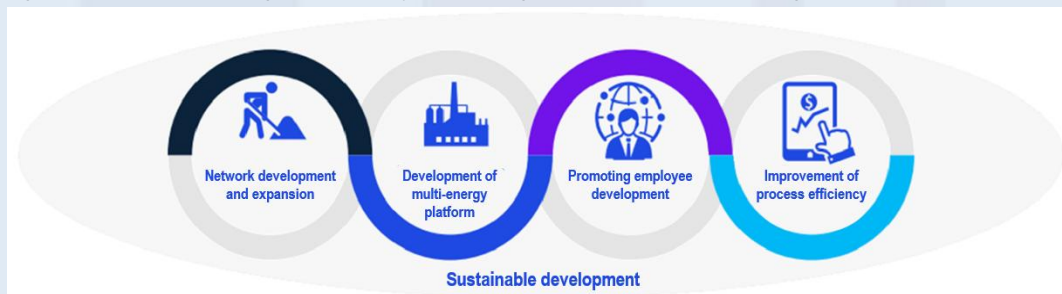 Network development
and expansion
Development of
multi-energy
platform
Promoting employee
development
Improvement of
process efficiency
$
Sustainable development